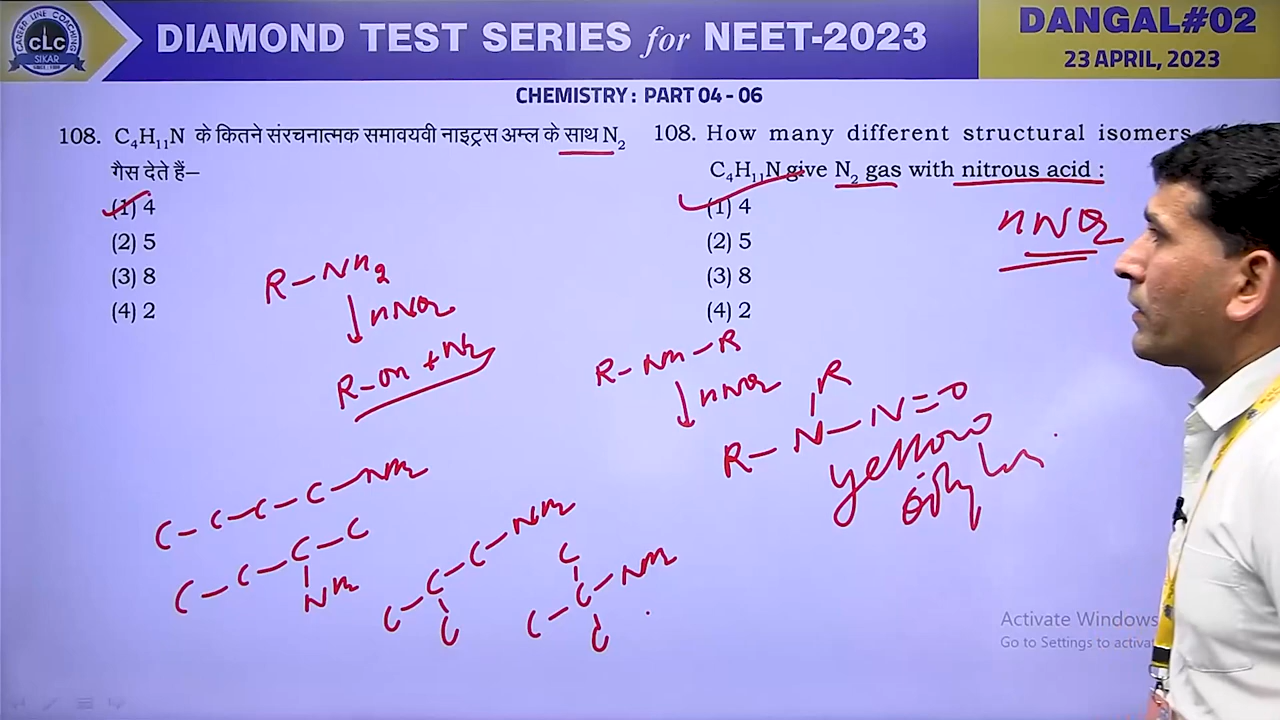 CAREER LINE COACHING
CLC
SIKAR
DIAMOND TEST SERIES for NEET-2023
DANGAL#02
23 APRIL, 2023
CHEMISTRY : PART 04 - 06
108. C₄H₁₁N के कितने संरचनात्मक समावयवी नाइट्रस अम्ल के साथ N₂
गैस देते हैं–
(1) 4
(2) 5
(3) 8
(4) 2
108. How many different structural isomers
C₄H₁₁N give N₂ gas with nitrous acid :
(1) 4
(2) 5
(3) 8
(4) 2
HNO₂
R-NH₂
↓ HNO₂
R-OH + N₂
R-NH-R
↓ HNO₂
R
R-N-N=O
yellow
oily
C-C-C-C-NH₂
C-C-C-C
NH₂
C-C-C-NH₂
C
C
C-C-NH₂
C
Activate Windows
Go to Settings to activat